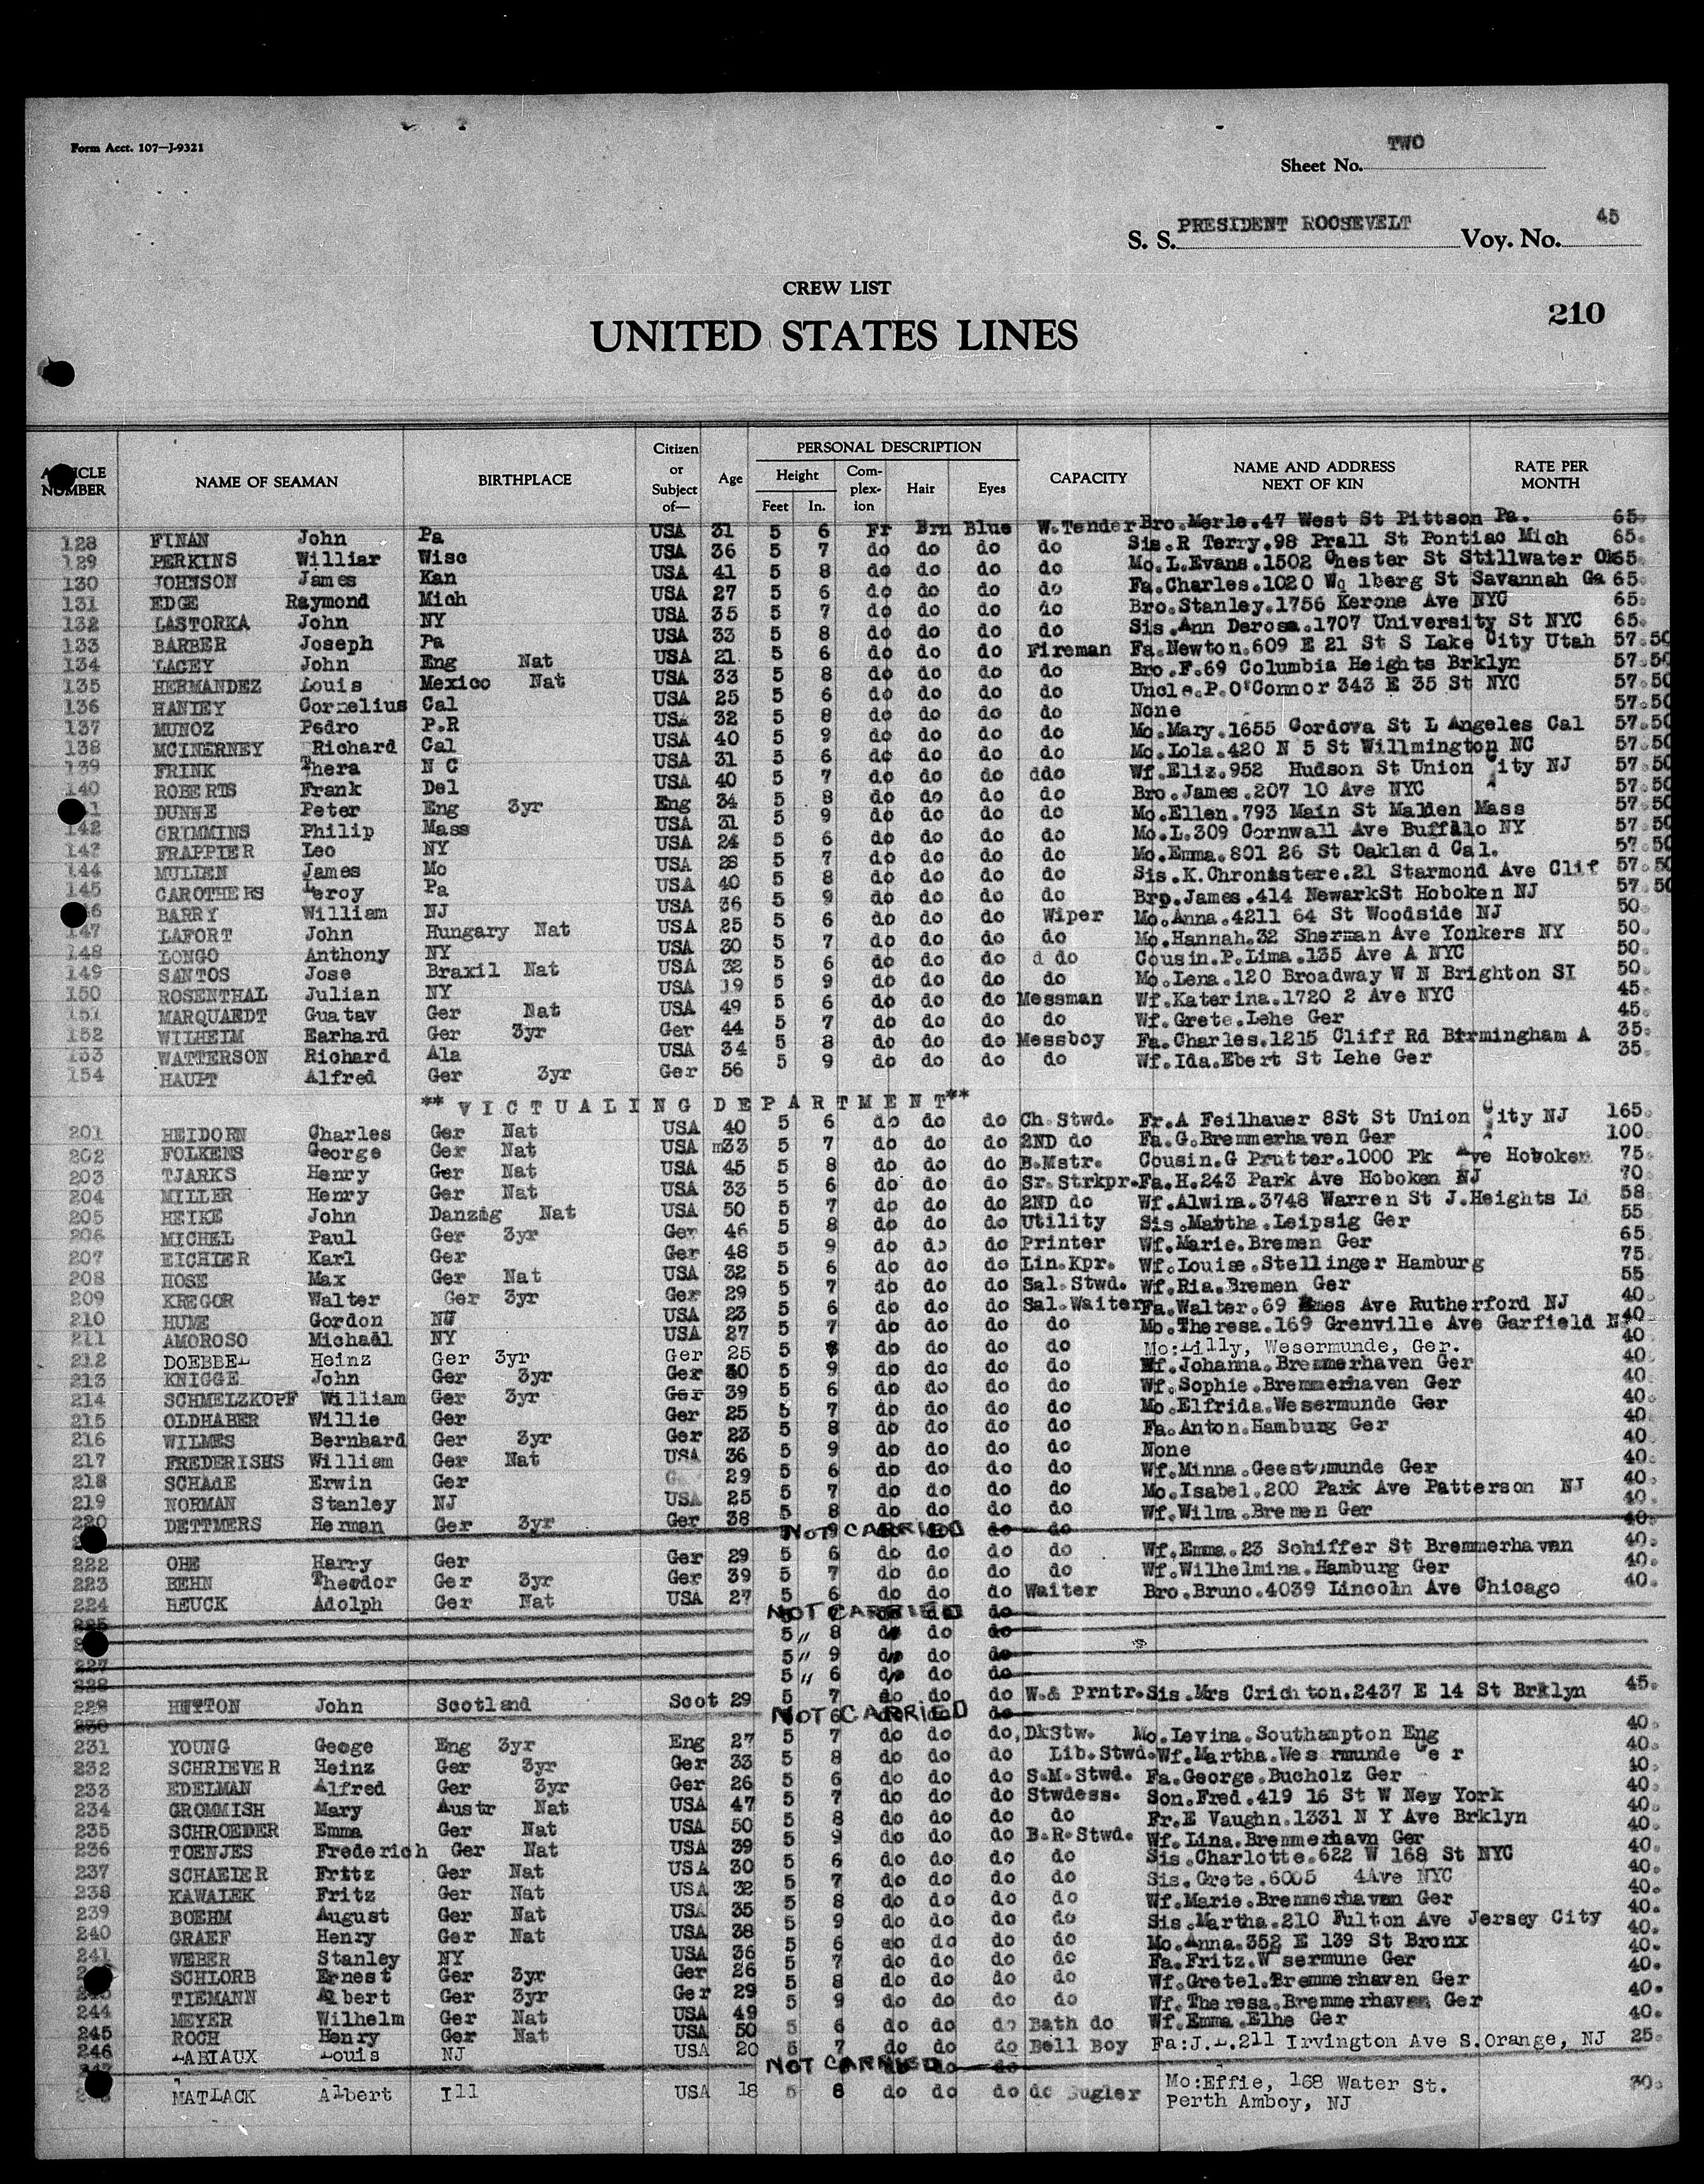 Form Acct. 107—J-9321
Sheet No. TWO
S. S. PRESIDENT ROOSEVELT Voy. No. 45
CREW LIST
210
UNITED STATES LINES
NUMBER NAME OF SEAMAN BIRTHPLACE Citizen or Subject of— Age PERSONAL DESCRIPTION Height Feet In. Com- plex- ion Hair Eyes CAPACITY NAME AND ADDRESS NEXT OF KIN RATE PER MONTH
128 FINAN John Pa USA 31 5 6 Fr Brn Blue W.Tender Bro.Merle.47 West St Pittson Pa. 65.
129 PERKINS Williar Wisc USA 36 5 7 do do do do Sis.R Terry.98 Prall St Pontiac Mich 65.
130 JOHNSON James Kan USA 41 5 8 do do do do Mo.L.Evans.1502 Chester St Stillwater Ok 65.
131 EDGE Raymond Mich USA 27 5 6 do do do do Fa.Charles.1020 Wo lberg St Savannah Ga 65.
132 LASTORKA John NY USA 35 5 7 do do do do Bro.Stanley.1756 Kerone Ave NYC 65.
133 BARBER Joseph Pa USA 33 5 8 do do do do Sis.Ann Derosa.1707 University St NYC 65.
134 LACEY John Eng Nat USA 21 5 6 do do do Fireman Fa.Newton.609 E 21 St S Lake City Utah 57.50
135 HERMANDEZ Louis Mexico Nat USA 33 5 8 do do do do Bro.F.69 Columbia Heights Brklyn 57.50
136 HANIEY Cornelius Cal USA 25 5 6 do do do do Uncle.P.O'Connor 343 E 35 St NYC 57.50
137 MUNOZ Pedro P.R USA 32 5 8 do do do do None 57.50
138 MCINERNEY Richard Cal USA 40 5 9 do do do do Mo.Mary.1655 Cordova St L Angeles Cal 57.50
139 FRINK Thera N C USA 31 5 6 do do do do Mo.Lola.420 N 5 St Willmington NC 57.50
140 ROBERTS Frank Del USA 40 5 7 do do do ddo Wf.Eliz.952 Hudson St Union City NJ 57.50
DUNNE Peter Eng 3yr Eng 34 5 8 do do do do Bro.James.207 10 Ave NYC 57.50
142 CRIMMINS Philip Mass USA 31 5 9 do do do do Mo.Ellen.793 Main St Malden Mass 57.50
FRAPPIER Leo NY USA 24 5 6 do do do do Mo.L.309 Cornwall Ave Buffalo NY 57.50
144 MULLEN James Mo USA 28 5 7 do do do do Mo.Emma.801 26 St Oakland Cal. 57.50
145 CAROTHERS Leroy Pa USA 40 5 8 do do do do Sis.K.Chronistere.21 Starmond Ave Clif 57.50
BARRY William NJ USA 36 5 9 do do do do Bro.James.414 NewarkSt Hoboken NJ 57.50
147 LAFORT John Hungary Nat USA 25 5 6 do do do Wiper Mo.Anna.4211 64 St Woodside NJ 50.
148 LONGO Anthony NY USA 30 5 7 do do do do Mo.Hannah.32 Sherman Ave Yonkers NY 50.
149 SANTOS Jose Braxil Nat USA 32 5 6 do do do d do Cousin.P.Lima.135 Ave A NYC 50.
150 ROSENTHAL Julian NY USA 19 5 9 do do do do Mo.Lena.120 Broadway W N Brighton SI 50.
151 MARQUAEDT Guatav Ger Nat USA 49 5 6 do do do Messman Wf.Katerina.1720 2 Ave NYC 45.
152 WILHEIM Earhard Ger 3yr Ger 44 5 7 do do do do Wf.Grete.Lehe Ger 45.
153 WATTERSON Richard Ala USA 34 5 8 do do do Messboy Fa.Charles.1215 Cliff Rd Birmingham A 35.
154 HAUPT Alfred Ger 3yr Ger 56 5 9 do do do do Wf.Ida.Ebert St Lehe Ger 35.
** V I C T U A L I N G D E P A R T M E N T **
201 HEIDORN Charles Ger Nat USA 40 5 6 do do do Ch.Stwd. Fr.A Feilhauer 8St St Union City NJ 165.
202 FOLKENS George Ger Nat USA m33 5 7 do do do 2ND do Fa.G.Bremmerhaven Ger 100.
203 TJARKS Henry Ger Nat USA 45 5 8 do do do B.Mstr. Cousin.G Prutter.1000 Pk Ave Hoboken 75.
204 MILLER Henry Ger Nat USA 33 5 6 do do do Sr.Strkpr. Fa.H.243 Park Ave Hoboken NJ 70.
205 HEIKE John Danzig Nat USA 50 5 7 do do do 2ND do Wf.Alwina.3748 Warren St J.Heights LI 58.
206 MICHEL Paul Ger 3yr Ger 46 5 8 do do do Utility Sis.Martha.Leipsig Ger 55.
207 EICHIER Karl Ger Ger 48 5 9 do do do Printer Wf.Marie.Bremen Ger 65.
208 HOSE Max Ger Nat USA 32 5 6 do do do Lin.Kpr. Wf.Louise.Stellinger Hamburg 75.
209 KREGOR Walter Ger 3yr Ger 29 5 7 do do do Sal.Stwd. Wf.Ria.Bremen Ger 55.
210 HUME Gordon NJ USA 23 5 6 do do do Sal.Waiter Fa.Walter.69 Ames Ave Rutherford NJ 40.
211 AMOROSO Michael NY USA 27 5 7 do do do do Mo.Theresa.169 Grenville Ave Garfield NJ 40.
212 DOEBBEL Heinz Ger 3yr Ger 25 5 8 do do do do Mo:Lilly, Wesermunde, Ger. 40
213 KNIGGE John Ger 3yr Ger 30 5 9 do do do do Wf.Johanna.Bremmerhaven Ger 40.
214 SCHMELZKOPF William Ger 3yr Ger 39 5 6 do do do do Wf.Sophie.Bremmerhaven Ger 40.
215 OLDHABER Willie Ger Ger 25 5 7 do do do do Mo.Elfrida.Wesermunde Ger 40.
216 WILMES Bernhard Ger 3yr Ger 23 5 8 do do do do Fa.Anton.Hamburg Ger 40.
217 FREDERISHS William Ger Nat USA 36 5 9 do do do do None 40.
218 SCHAdE Erwin Ger 29 5 6 do do do do Wf.Minna.Geestmunde Ger 40.
219 NORMAN Stanley NJ USA 25 5 7 do do do do Mo.Isabel.200 Park Ave Patterson NJ 40.
220 DETTMERS Herman Ger 3yr Ger 38 5 8 do do do do Wf.Wilma.Bremen Ger 40.
5 9 NOT CARRIED do do 40.
222 OHE Harry Ger Ger 29 5 6 do do do do Wf.Emma.23 Schiffer St Bremmerhavan 40.
223 BEHN Theodor Ger 3yr Ger 39 5 7 do do do do Wf.Wilhelmina.Hamburg Ger 40.
224 HEUCK Adolph Ger Nat USA 27 5 6 do do do Waiter Bro.Bruno.4039 Lincoln Ave Chicago 40.
225 NOT CARRIED do
5 " 8 do do do
227 5 " 9 do do do
228 5 " 6 do do do
229 HUTTON John Scotland Scot 29 5 7 do do do W.& Prntr. Sis.Mrs Crichton.2437 E 14 St Brklyn 45.
230 NOT CARRIED do
231 YOUNG Geoge Eng 3yr Eng 27 5 7 do do do, DkStw. Mo.Levina.Southampton Eng 40.
232 SCHRIEVER Heinz Ger 3yr Ger 33 5 8 do do do Lib.Stwd. Wf.Martha.Wes rmunde Ger 40.
233 EDELMAN Alfred Ger 3yr Ger 26 5 6 do do do S.M.Stwd. Fa.George.Bucholz Ger 40.
234 GROMMISH Mary Austr Nat USA 47 5 7 do do do Stwdess. Son.Fred.419 16 St W New York 40.
235 SCHROEDER Emma Ger Nat USA 50 5 8 do do do do Fr.E Vaughn.1331 N Y Ave Brklyn 40.
236 TOENJES Frederich Ger Nat USA 39 5 9 do do do B.R.Stwd. Wf.Lina.Bremmerhavn Ger 40.
237 SCHAEIER Fritz Ger Nat USA 30 5 6 do do do do Sis.Charlotte.622 W 168 St NYC 40.
238 KAWALEK Fritz Ger Nat USA 32 5 7 do do do do Sis.Grete.6005 4Ave NYC 40.
239 BOEHM August Ger Nat USA 35 5 8 do do do do Wf.Marie.Bremmerhaven Ger 40.
240 GRAEF Henry Ger Nat USA 38 5 9 do do do do Sis.Martha.210 Fulton Ave Jersey City 40.
241 WEBER Stanley NY USA 36 5 6 do do do do Mo.Anna.352 E 139 St Bronx 40.
SCHLORB Ernest Ger 3yr Ger 26 5 7 do do do do Fa.Fritz.W sermune Ger 40.
TIEMANN Albert Ger 3yr Ger 29 5 8 do do do do Wf.Gretel.Bremmerhaven Ger 40.
244 MEYER Wilhelm Ger Nat USA 49 5 9 do do do do Wf.Theresa.Bremmerhaven Ger 40.
245 ROCH Henry Ger Nat USA 50 5 6 do do do Bath do Wf.Emma.Elhe Ger 40.
246 LABIAUX Louis NJ USA 20 5 7 do do do Bell Boy Fa:J.L.211 Irvington Ave S.Orange, NJ 25.
247 NOT CARRIED do
MATLACK Albert Ill USA 18 5 8 do do do do Bugler Mo:Effie, 168 Water St. 30.
Perth Amboy, NJ